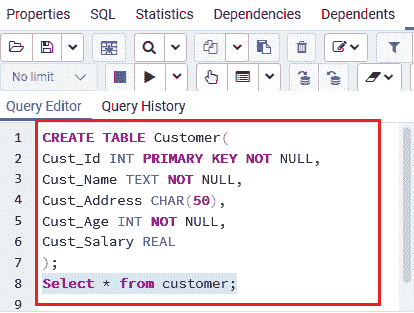 Properties SQL Statistics Dependencies Dependents
No limit
Query Editor Query History
1 CREATE TABLE Customer(
2 Cust_Id INT PRIMARY KEY NOT NULL,
3 Cust_Name TEXT NOT NULL,
4 Cust_Address CHAR(50),
5 Cust_Age INT NOT NULL,
6 Cust_Salary REAL
7 );
8 Select * from customer;
9